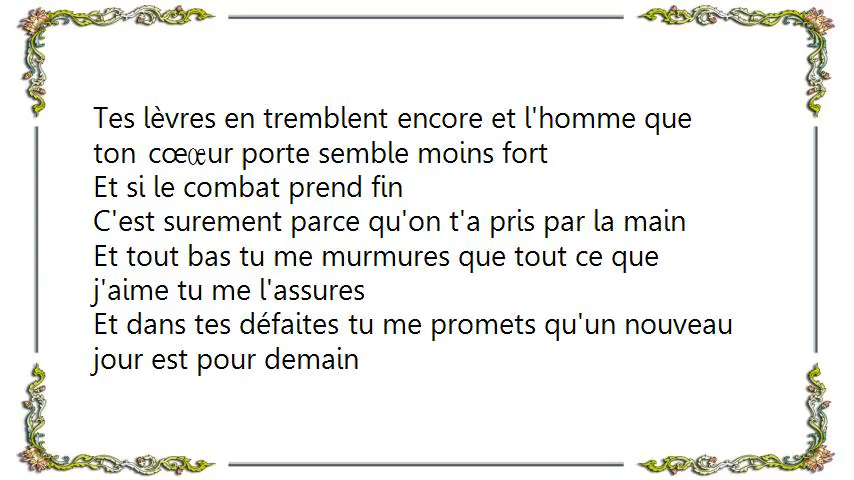 Tes lèvres en tremblent encore et l'homme que
ton cœœur porte semble moins fort
Et si le combat prend fin
C'est surement parce qu'on t'a pris par la main
Et tout bas tu me murmures que tout ce que
j'aime tu me l'assures
Et dans tes défaites tu me promets qu'un nouveau
jour est pour demain